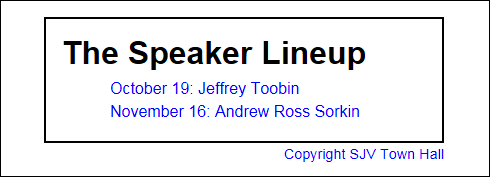 The Speaker Lineup
October 19: Jeffrey Toobin
November 16: Andrew Ross Sorkin
Copyright SJV Town Hall